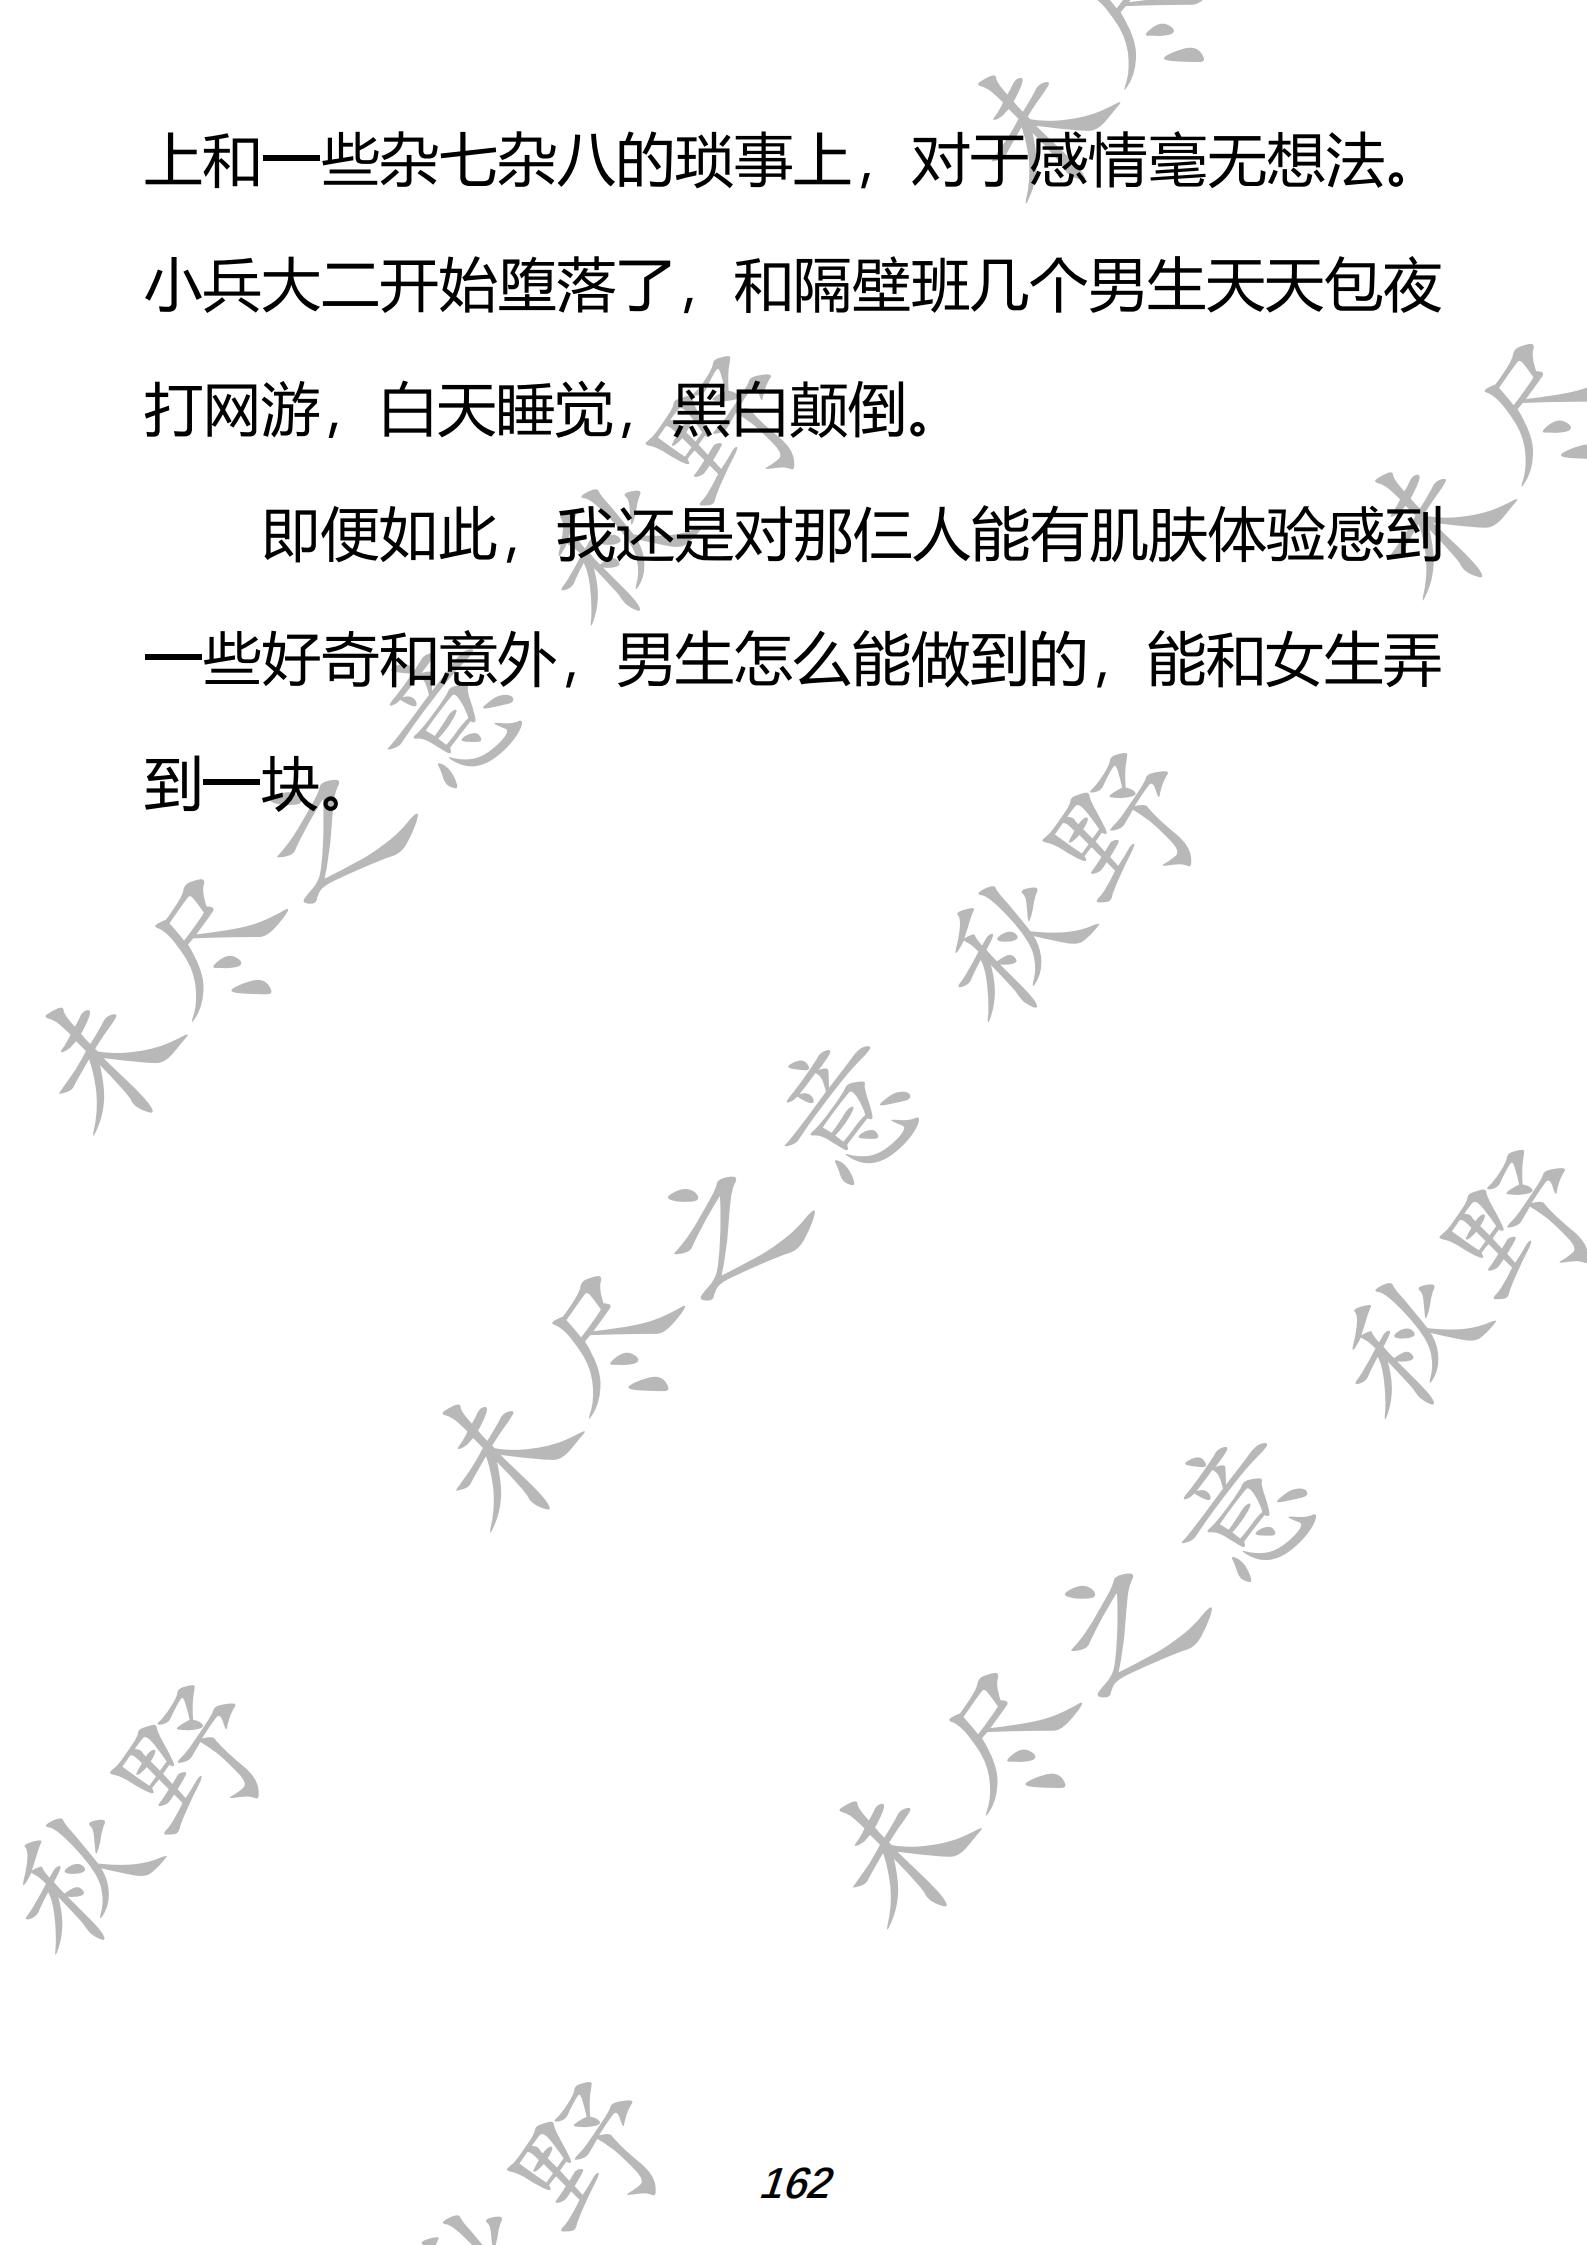 上和一些杂七杂八的琐事上，对于感情毫无想法。
小兵大二开始堕落了，和隔壁班几个男生天天包夜
打网游，白天睡觉，黑白颠倒。
即便如此，我还是对那仨人能有肌肤体验感到
一些好奇和意外，男生怎么能做到的，能和女生弄
到一块。
未尽
未尽
未尽之意 秋野
未尽之意 秋野
未尽之意 秋野
秋野
秋野
162